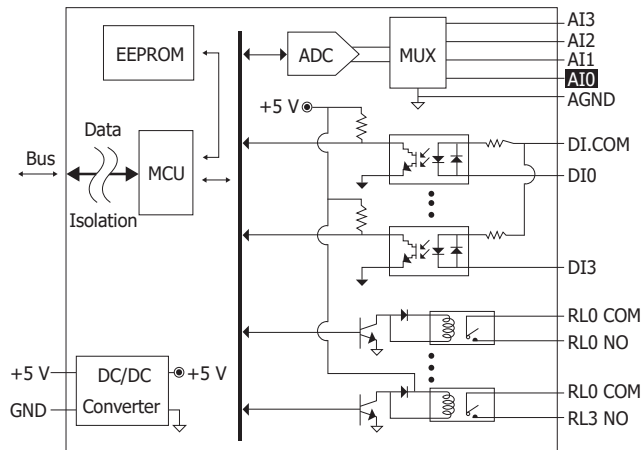 EEPROM
ADC
MUX
AI3
AI2
AI1
AI0
AGND
+5 V
Data
Bus
MCU
Isolation
DI.COM
DI0
DI3
RL0 COM
RL0 NO
+5 V
DC/DC
Converter
+5 V
GND
RL0 COM
RL3 NO